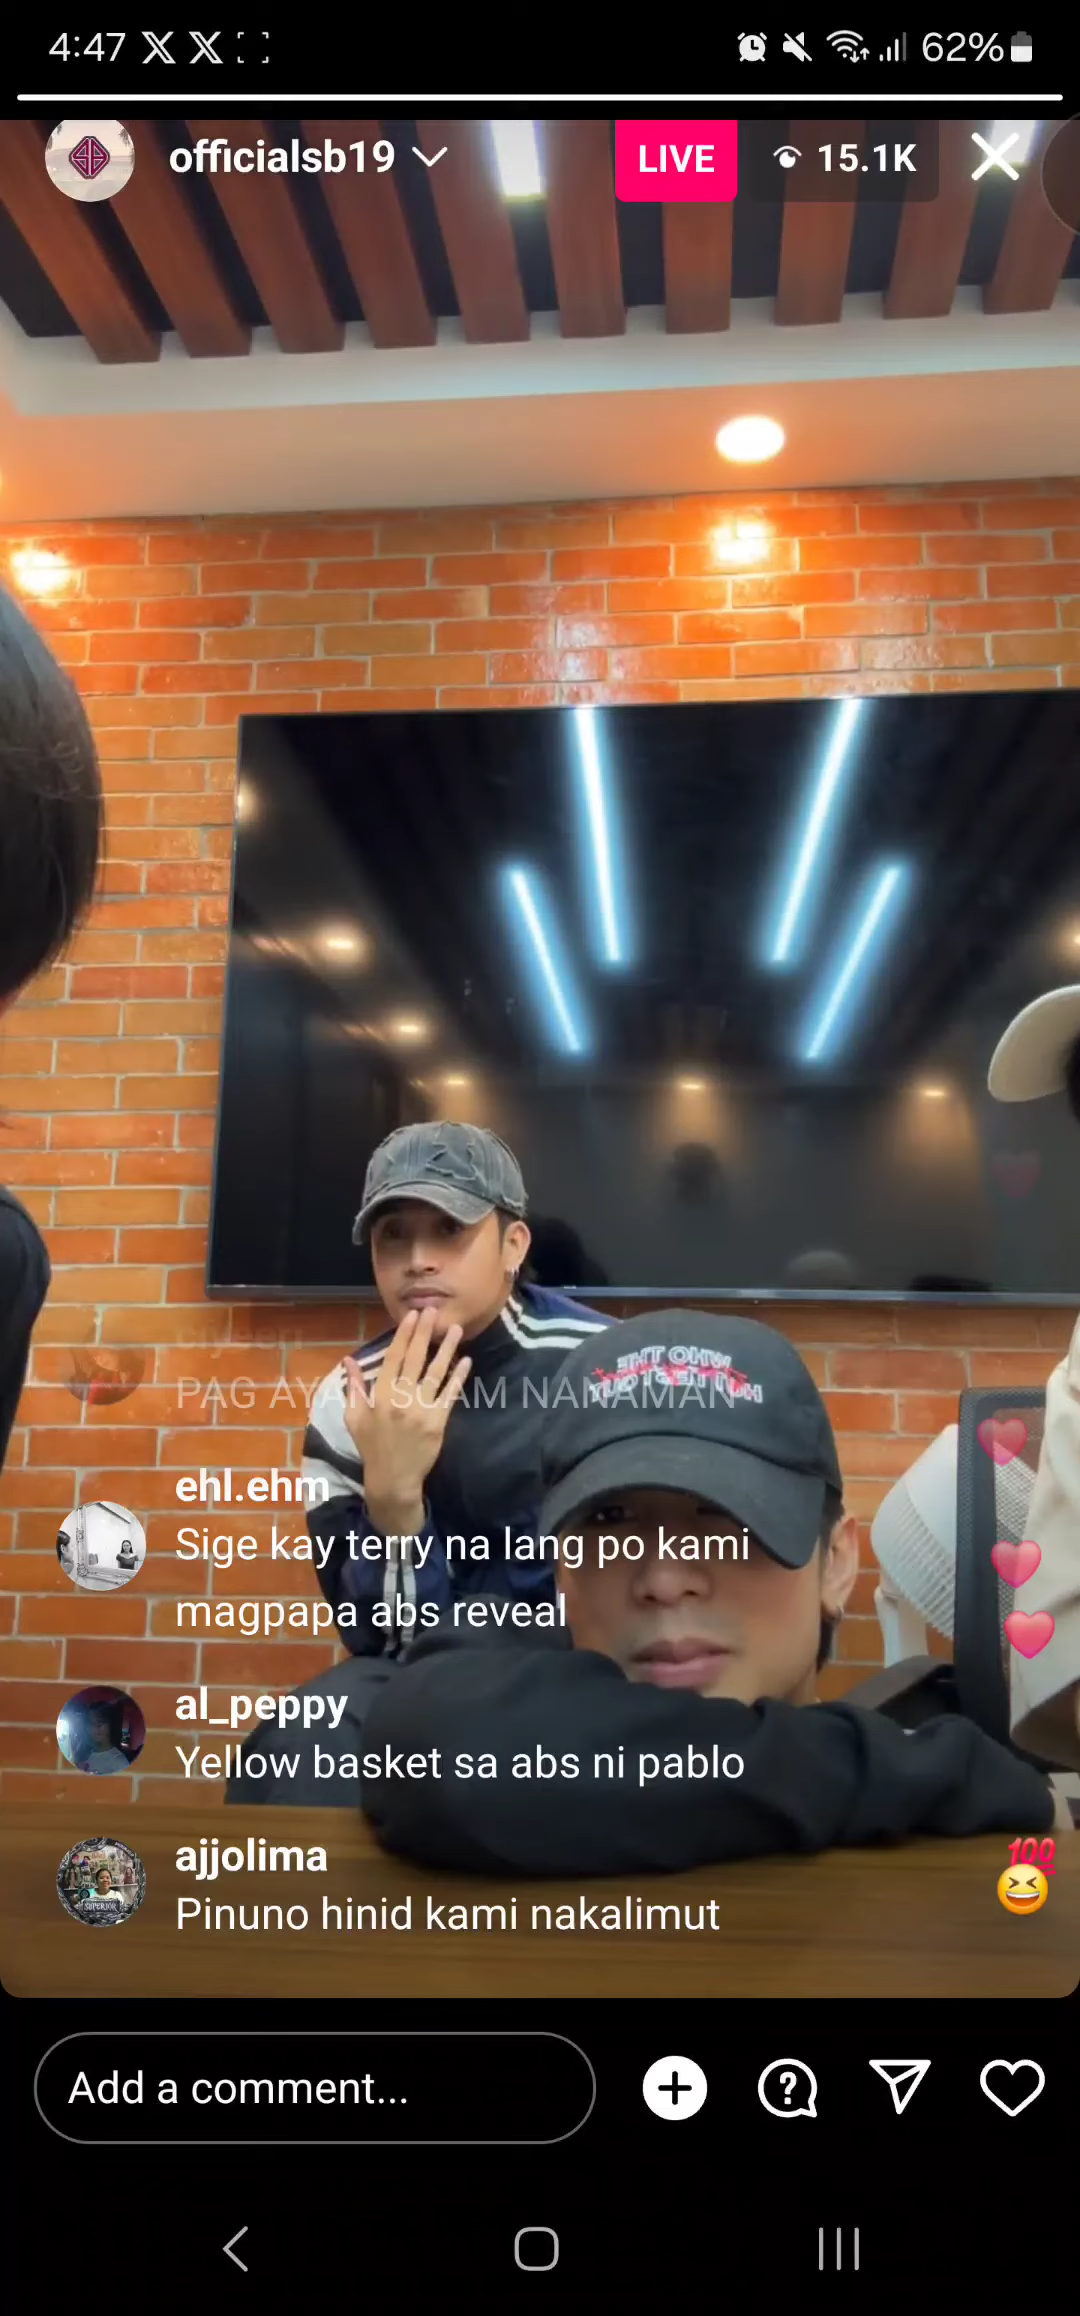 4:47
62%
officialsb19
LIVE
15.1K
WHO THE
PAG AYAN SCAM NANAMAN
ehl.ehm
Sige kay terry na lang po kami
magpapa abs reveal
al_peppy
Yellow basket sa abs ni pablo
ajjolima
Pinuno hinid kami nakalimut
100
Add a comment...